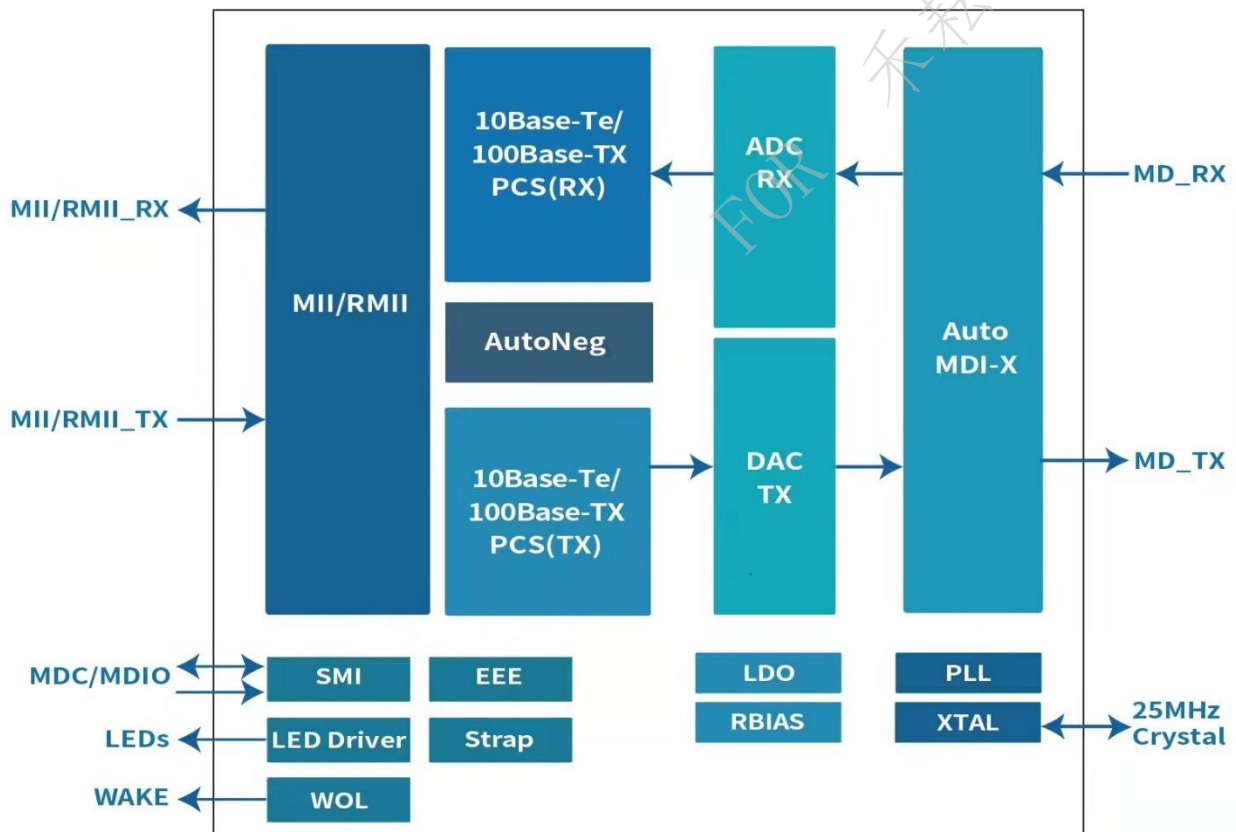 MII/RMII_RX
MII/RMII_TX
MDC/MDIO
LEDs
WAKE
MII/RMII
10Base-Te/
100Base-TX
PCS(RX)
AutoNeg
10Base-Te/
100Base-TX
PCS(TX)
ADC
RX
DAC
TX
Auto
MDI-X
MD_RX
MD_TX
SMI
EEE
LED Driver
Strap
WOL
LDO
RBIAS
PLL
XTAL
25MHz
Crystal
FOR
禾耘